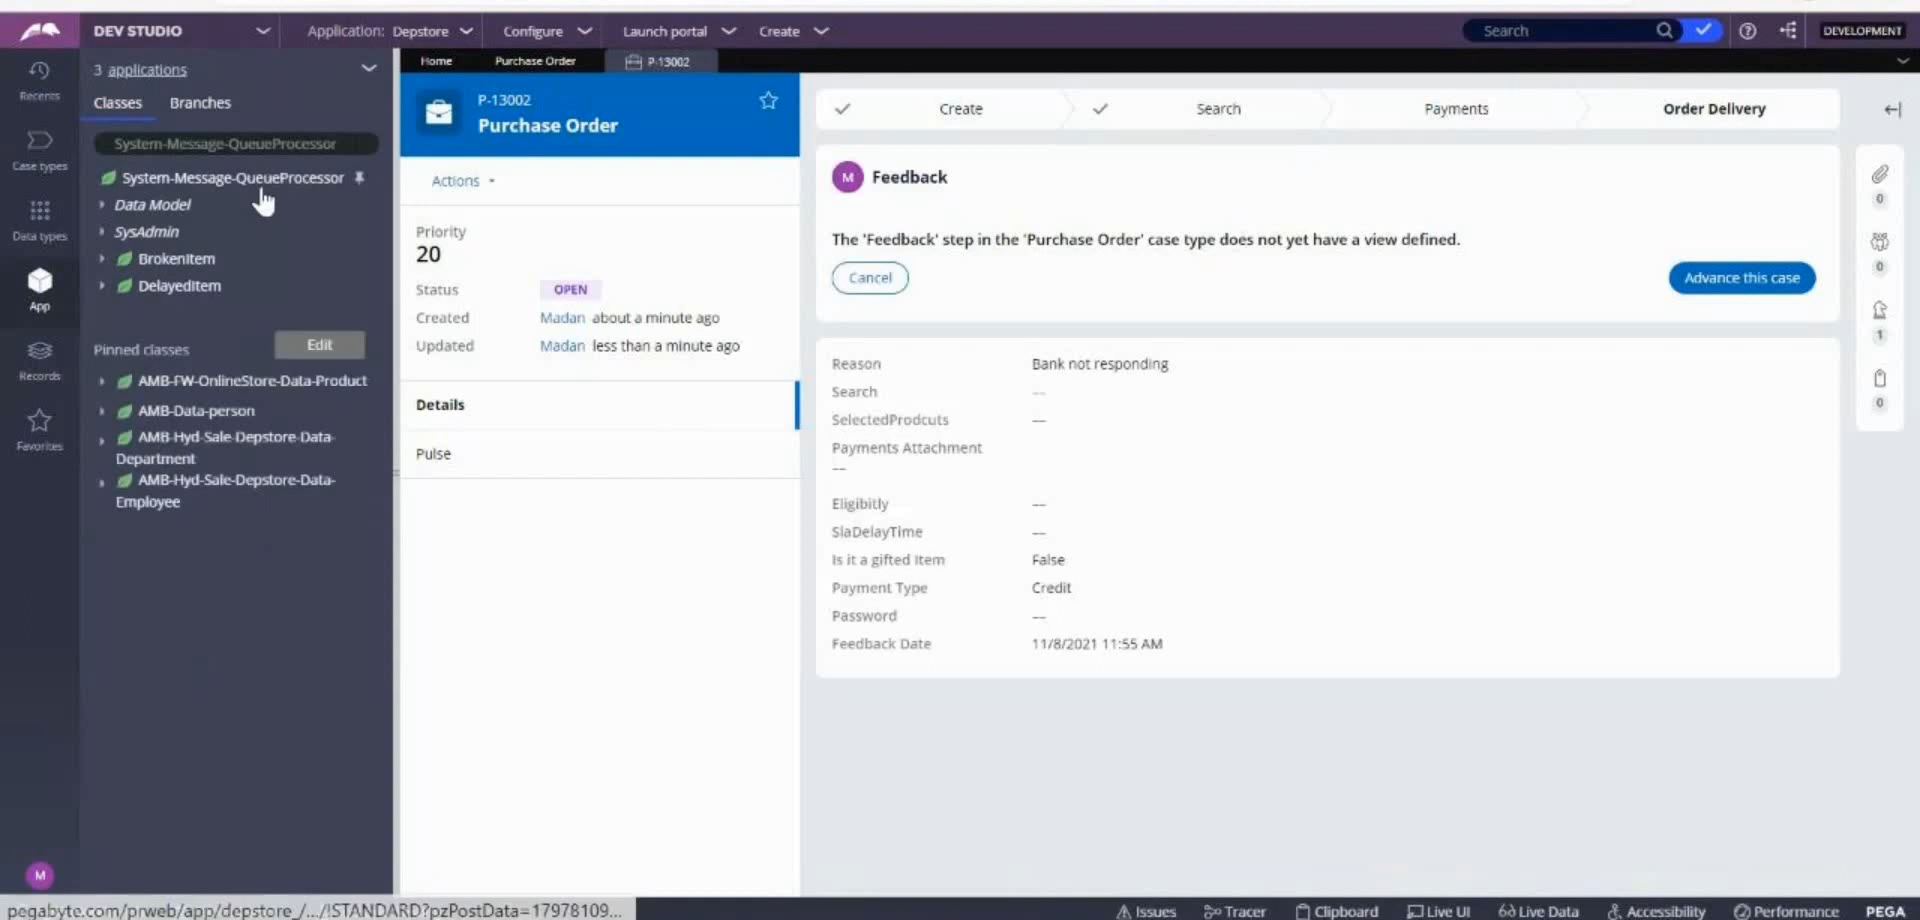 DEV STUDIO
Application: Depstore
Configure
Launch portal
Create
Search
DEVELOPMENT
Recents
Case types
Data types
App
Records
Favorites
M
3 applications
Classes
Branches
System-Message-QueueProcessor
System-Message-QueueProcessor
Data Model
SysAdmin
BrokenItem
DelayedItem
Pinned classes
Edit
AMB-FW-OnlineStore-Data-Product
AMB-Data-person
AMB-Hyd-Sale-Depstore-Data-
Department
AMB-Hyd-Sale-Depstore-Data-
Employee
Home
Purchase Order
P-13002
P-13002
Purchase Order
Actions
Priority
20
Status OPEN
Created Madan about a minute ago
Updated Madan less than a minute ago
Details
Pulse
Create
Search
Payments
Order Delivery
M Feedback
The 'Feedback' step in the 'Purchase Order' case type does not yet have a view defined.
Cancel
Advance this case
Reason Bank not responding
Search —
SelectedProdcuts —
Payments Attachment
—
Eligibitly —
SlaDelayTime —
Is it a gifted Item False
Payment Type Credit
Password —
Feedback Date 11/8/2021 11:55 AM
0
0
1
0
pegabyte.com/prweb/app/depstore_/.../!STANDARD?pzPostData=17978109...
Issues
Tracer
Clipboard
Live UI
Live Data
Accessibility
Performance
PEGA